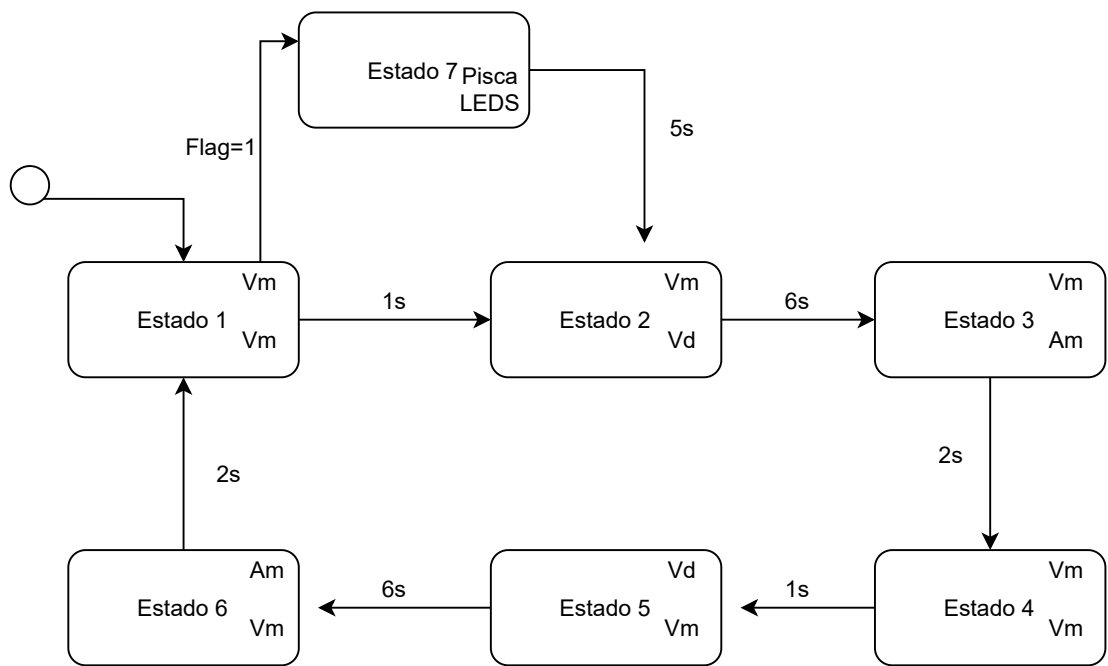 Estado 7
Pisca
LEDS
5s
Flag=1
Vm
Estado 1
Vm
1s
Vm
Estado 2
Vd
6s
Vm
Estado 3
Am
2s
2s
Am
Estado 6
Vm
6s
Vd
Estado 5
Vm
1s
Vm
Estado 4
Vm